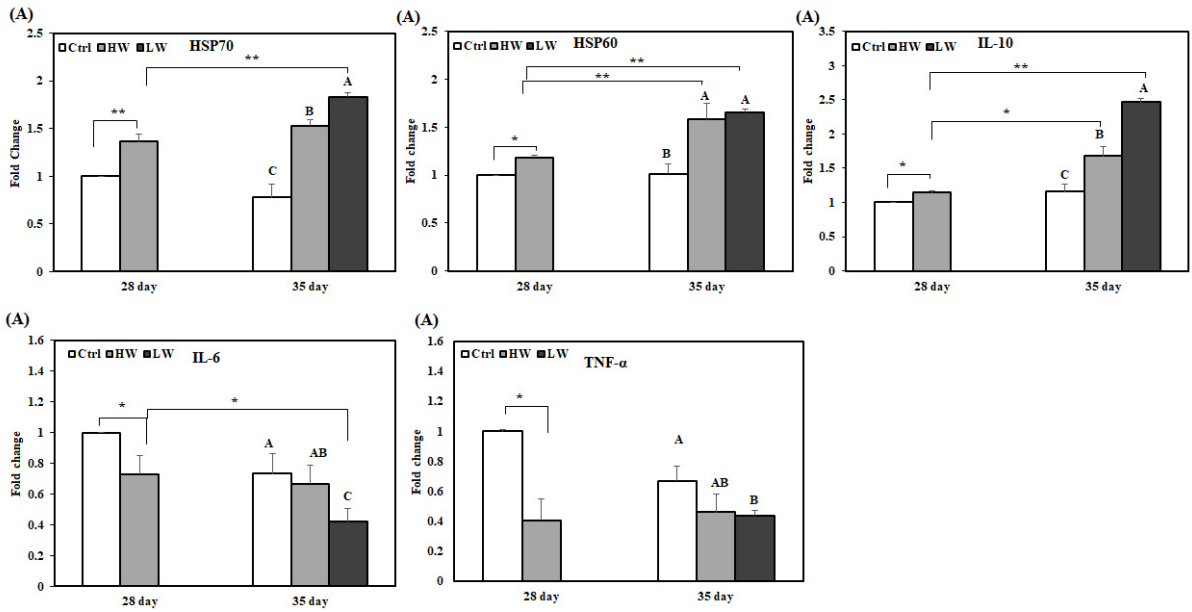 (A)
HSP70
Ctrl HW LW
Fold Change
2.5
2
1.5
1
0.5
0
**
**
C
B
A
28 day
35 day
(A)
HSP60
Ctrl HW LW
Fold change
2.5
2
1.5
1
0.5
0
*
**
**
B
A
A
28 day
35 day
(A)
IL-10
Ctrl HW LW
Fold change
3.5
3
2.5
2
1.5
1
0.5
0
*
*
**
C
B
A
28 day
35 day
(A)
IL-6
Ctrl HW LW
Fold change
1.6
1.4
1.2
1
0.8
0.6
0.4
0.2
0
*
*
A
AB
C
28 day
35 day
(A)
TNF-α
Ctrl HW LW
Fold change
1.6
1.4
1.2
1
0.8
0.6
0.4
0.2
0
*
A
AB
B
28 day
35 day